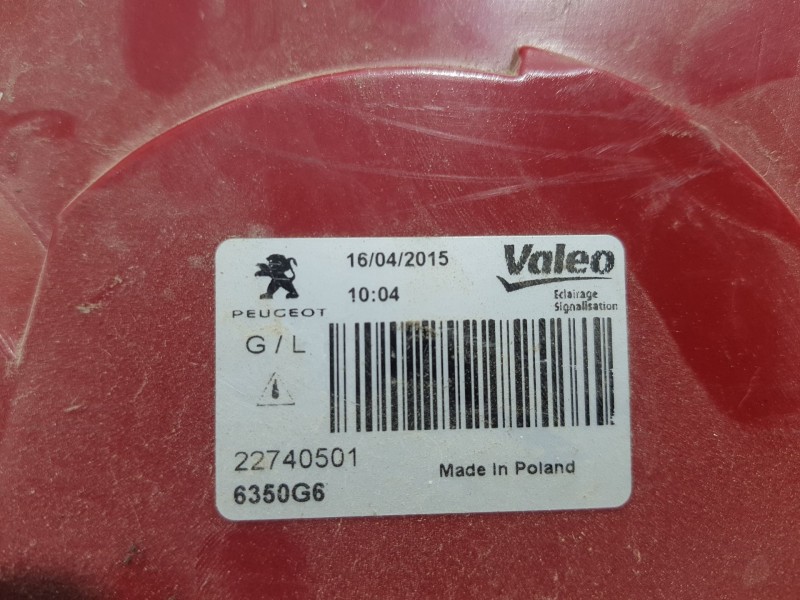 16/04/2015
Valeo
10:04
Eclairage
Signalisation
PEUGEOT
G / L
22740501
Made In Poland
6350G6